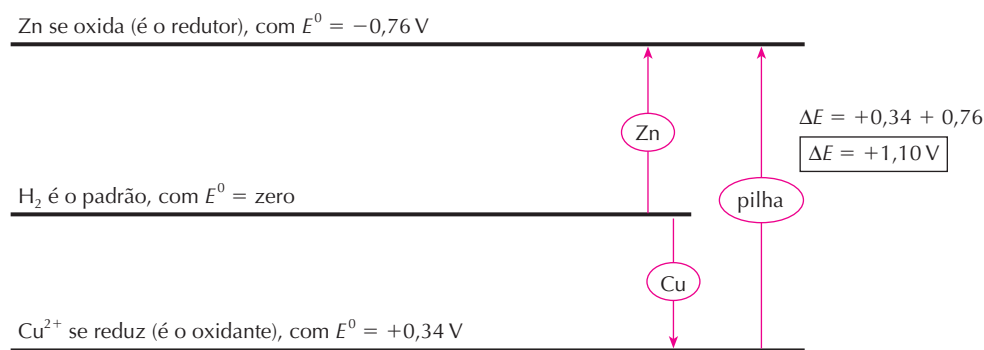 Zn se oxida (é o redutor), com E⁰ = −0,76 V
Zn
ΔE = +0,34 + 0,76
ΔE = +1,10 V
H₂ é o padrão, com E⁰ = zero
pilha
Cu
Cu²⁺ se reduz (é o oxidante), com E⁰ = +0,34 V